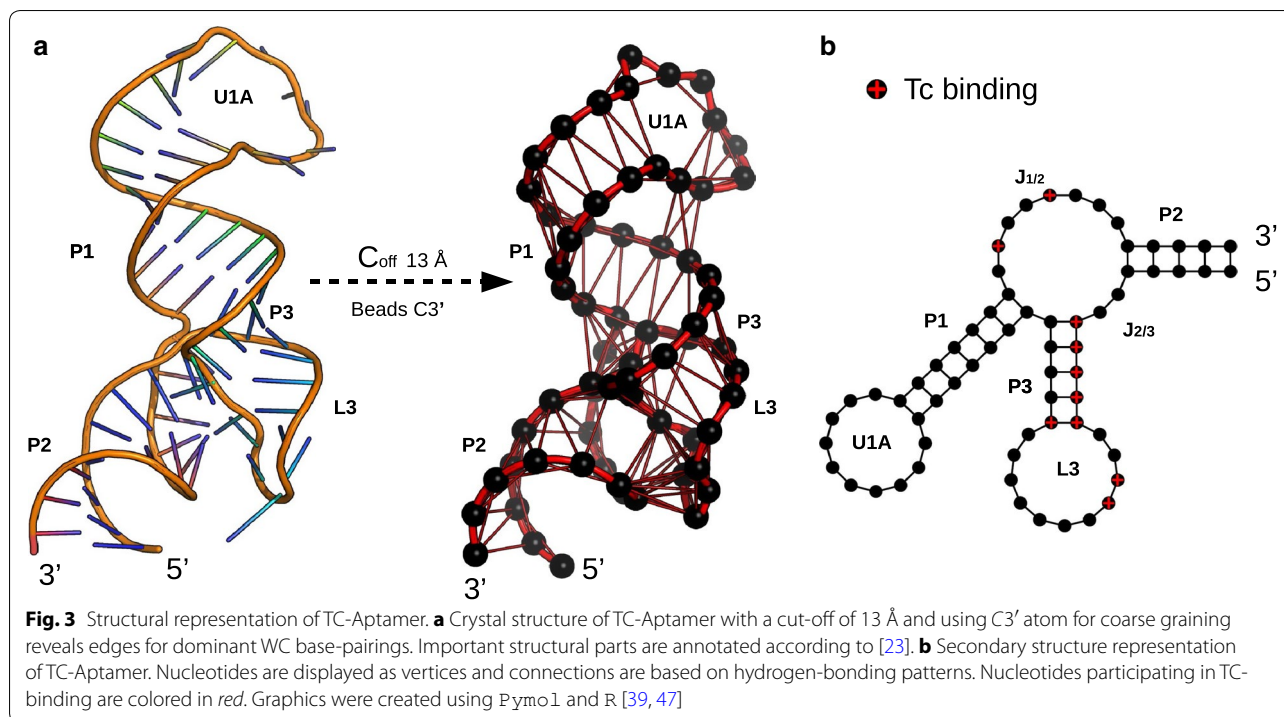 a
U1A
P1
P3
L3
P2
3’
5’
Coff 13 Å
Beads C3’
U1A
P1
P3
L3
P2
3’
5’
b
Tc binding
J1/2
P2
3’
5’
P1
J2/3
P3
U1A
L3
Fig. 3 Structural representation of TC-Aptamer. a Crystal structure of TC-Aptamer with a cut-off of 13 Å and using C3′ atom for coarse graining
reveals edges for dominant WC base-pairings. Important structural parts are annotated according to [23]. b Secondary structure representation
of TC-Aptamer. Nucleotides are displayed as vertices and connections are based on hydrogen-bonding patterns. Nucleotides participating in TC-
binding are colored in red. Graphics were created using Pymol and R [39, 47]